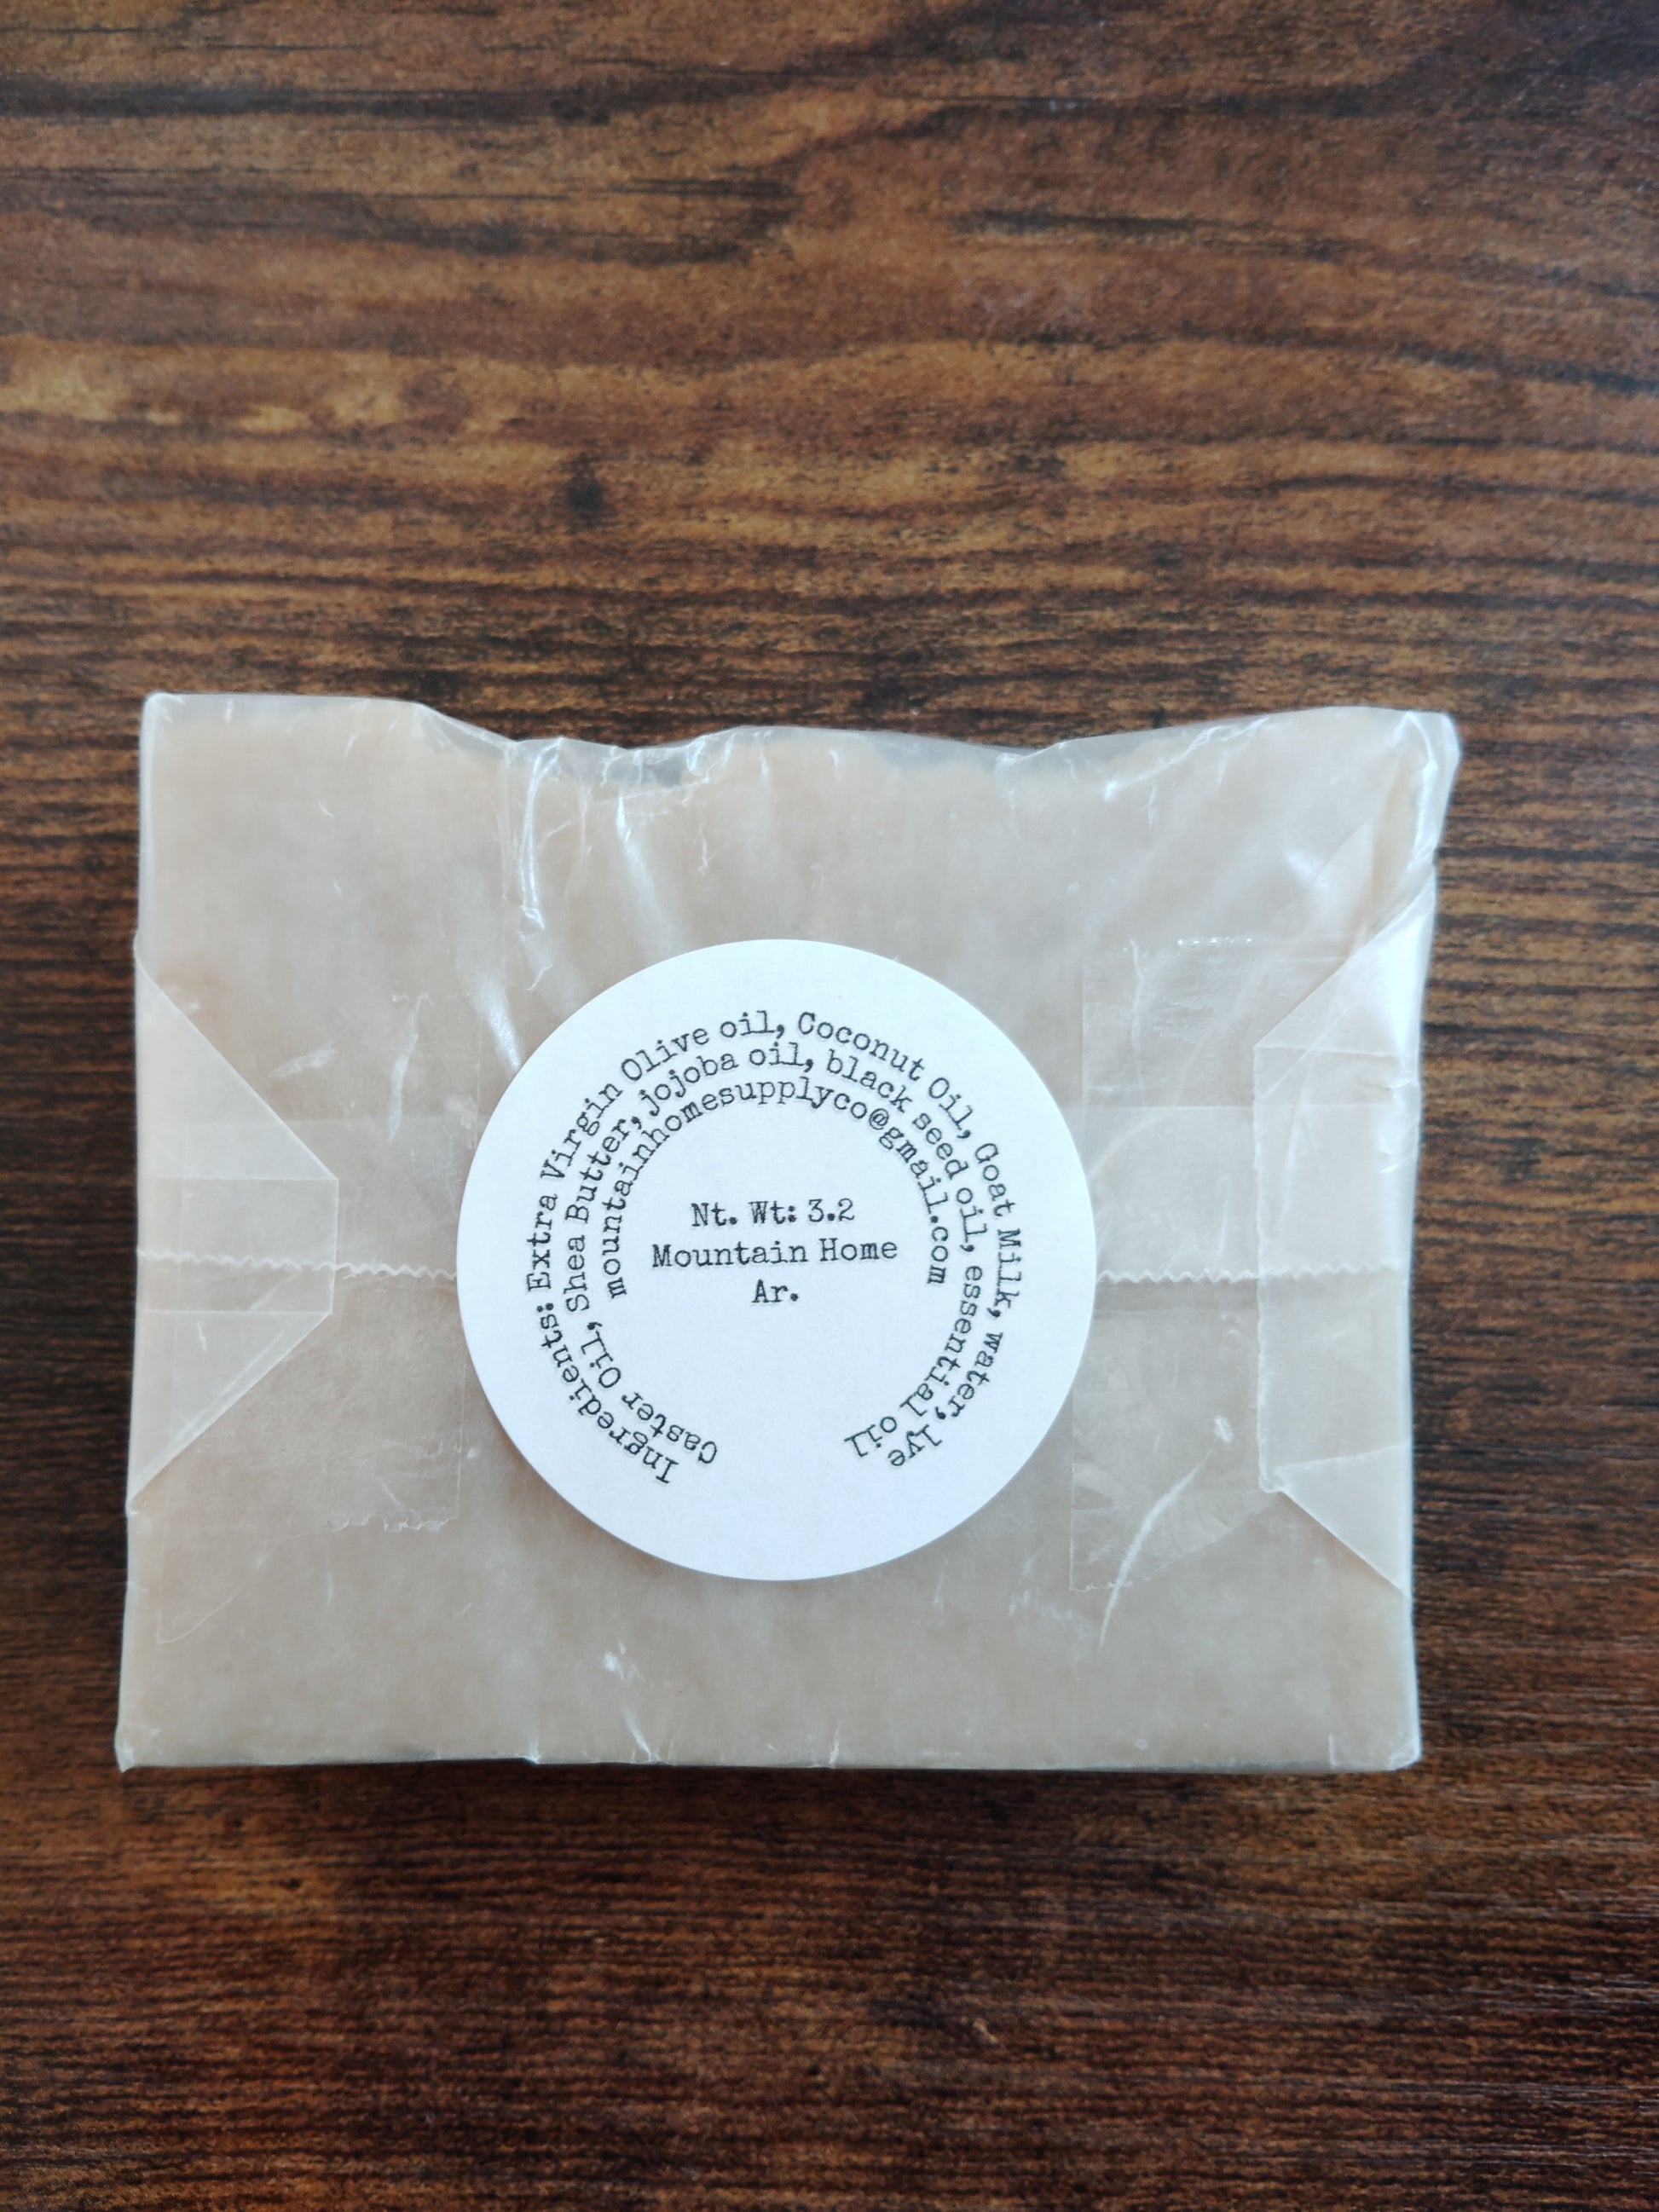 Ingredients: Extra Virgin Olive oil, Coconut Oil, Goat Milk, water, lye
Caster Oil, Shea Butter, jojoba oil, black seed oil, essential oil
mountainhomesupplyco@gmail.com
Nt. Wt: 3.2
Mountain Home
Ar.